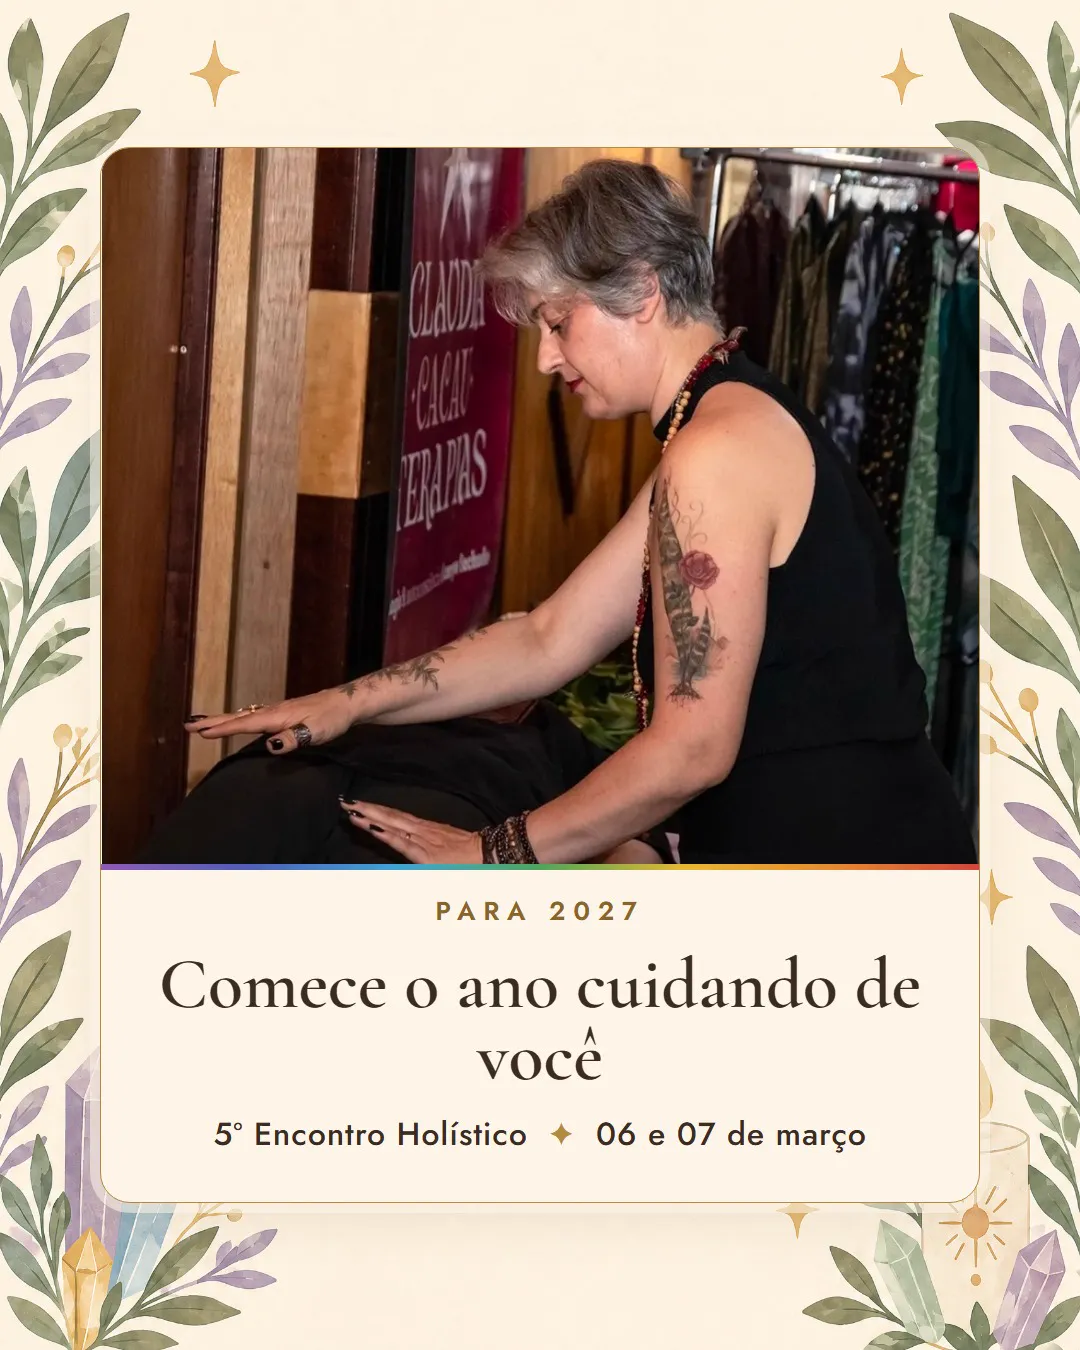 CLAUDIA
·CACAU·
TERAPIAS
PARA 2027
Comece o ano cuidando de
você
5° Encontro Holístico ✦ 06 e 07 de março